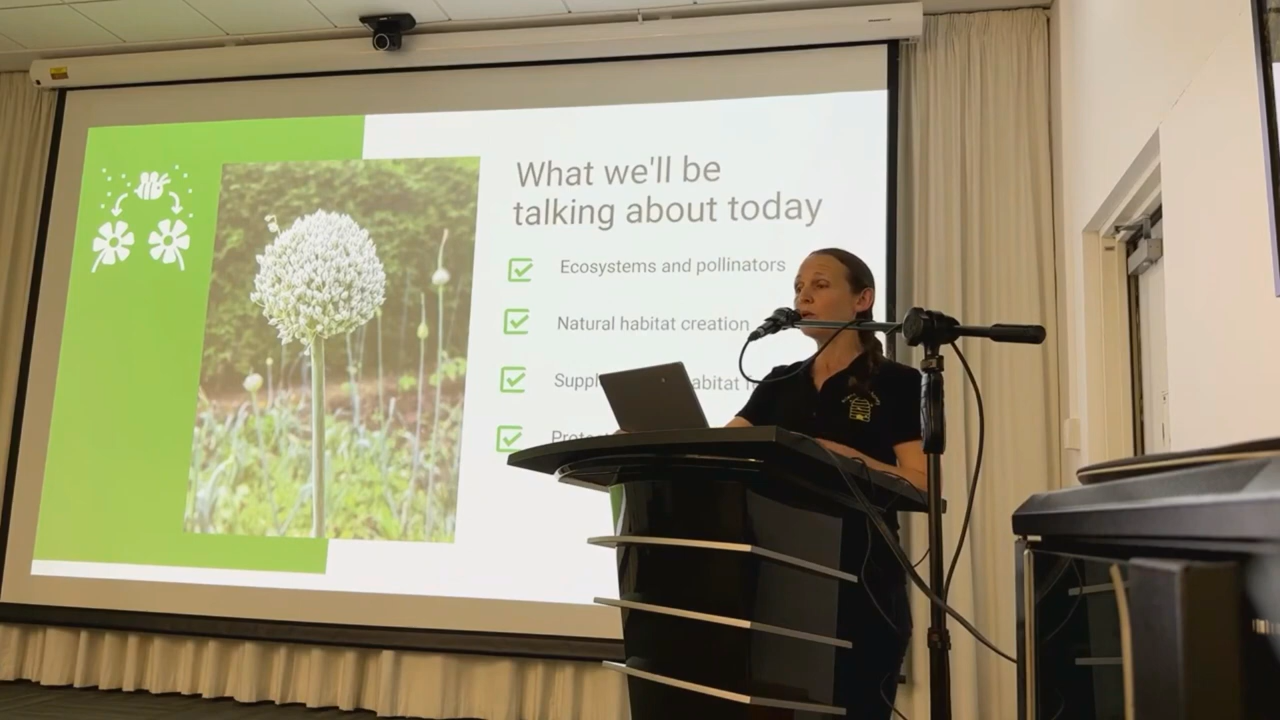 What we'll be
talking about today
Ecosystems and pollinators
Natural habitat creation